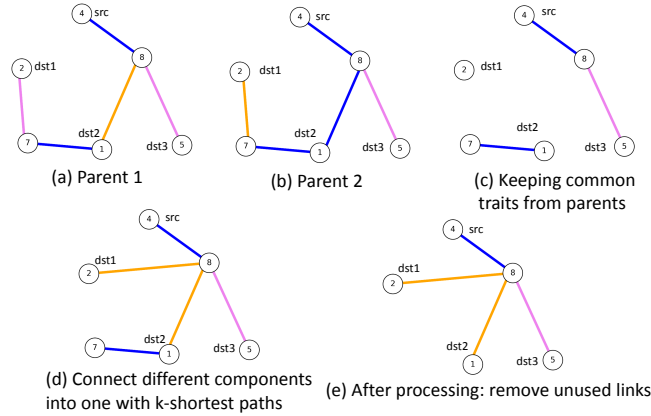 4 src
8
2 dst1
7
dst2
1
dst3 5
(a) Parent 1
4 src
8
2 dst1
7
dst2
1
dst3 5
(b) Parent 2
4 src
8
2 dst1
7
dst2
1
dst3 5
(c) Keeping common
traits from parents
4 src
8
dst1
2
7
dst2
1
dst3 5
(d) Connect different components
into one with k-shortest paths
4 src
8
dst1
2
dst2
1
dst3 5
(e) After processing: remove unused links